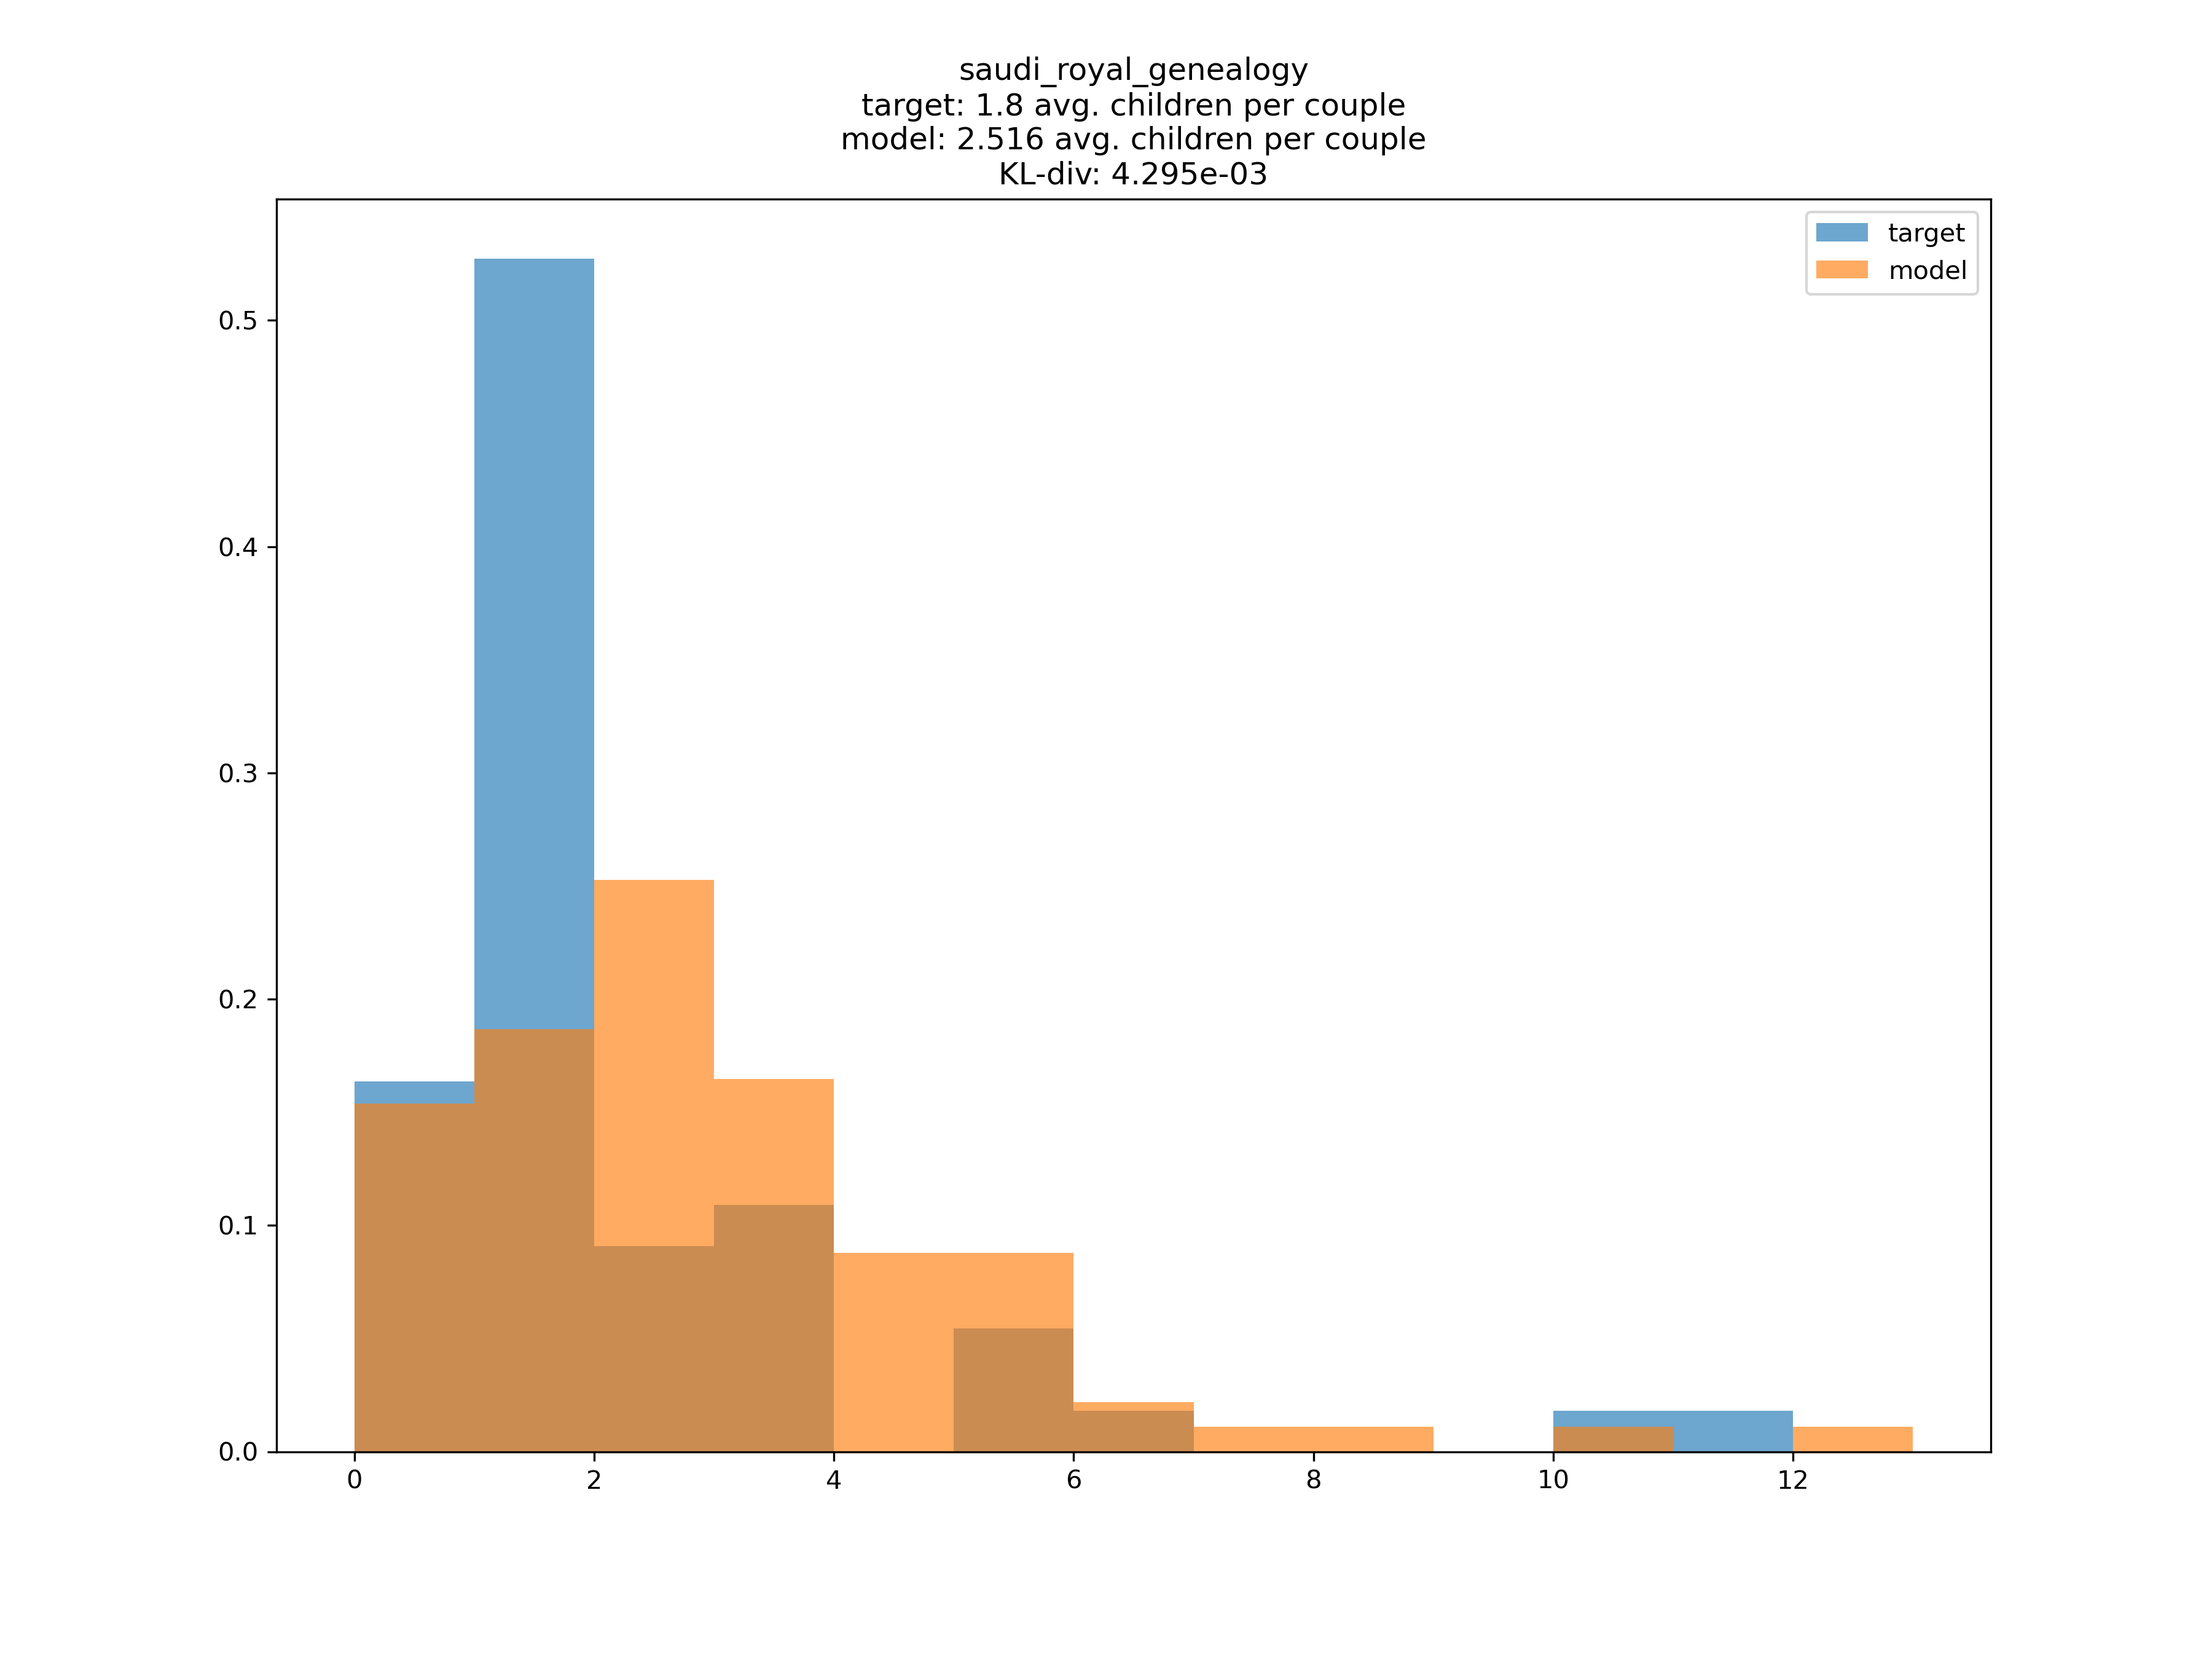 saudi_royal_genealogy
target: 1.8 avg. children per couple
model: 2.516 avg. children per couple
KL-div: 4.295e-03
target
model
0.5
0.4
0.3
0.2
0.1
0.0
0 2 4 6 8 10 12